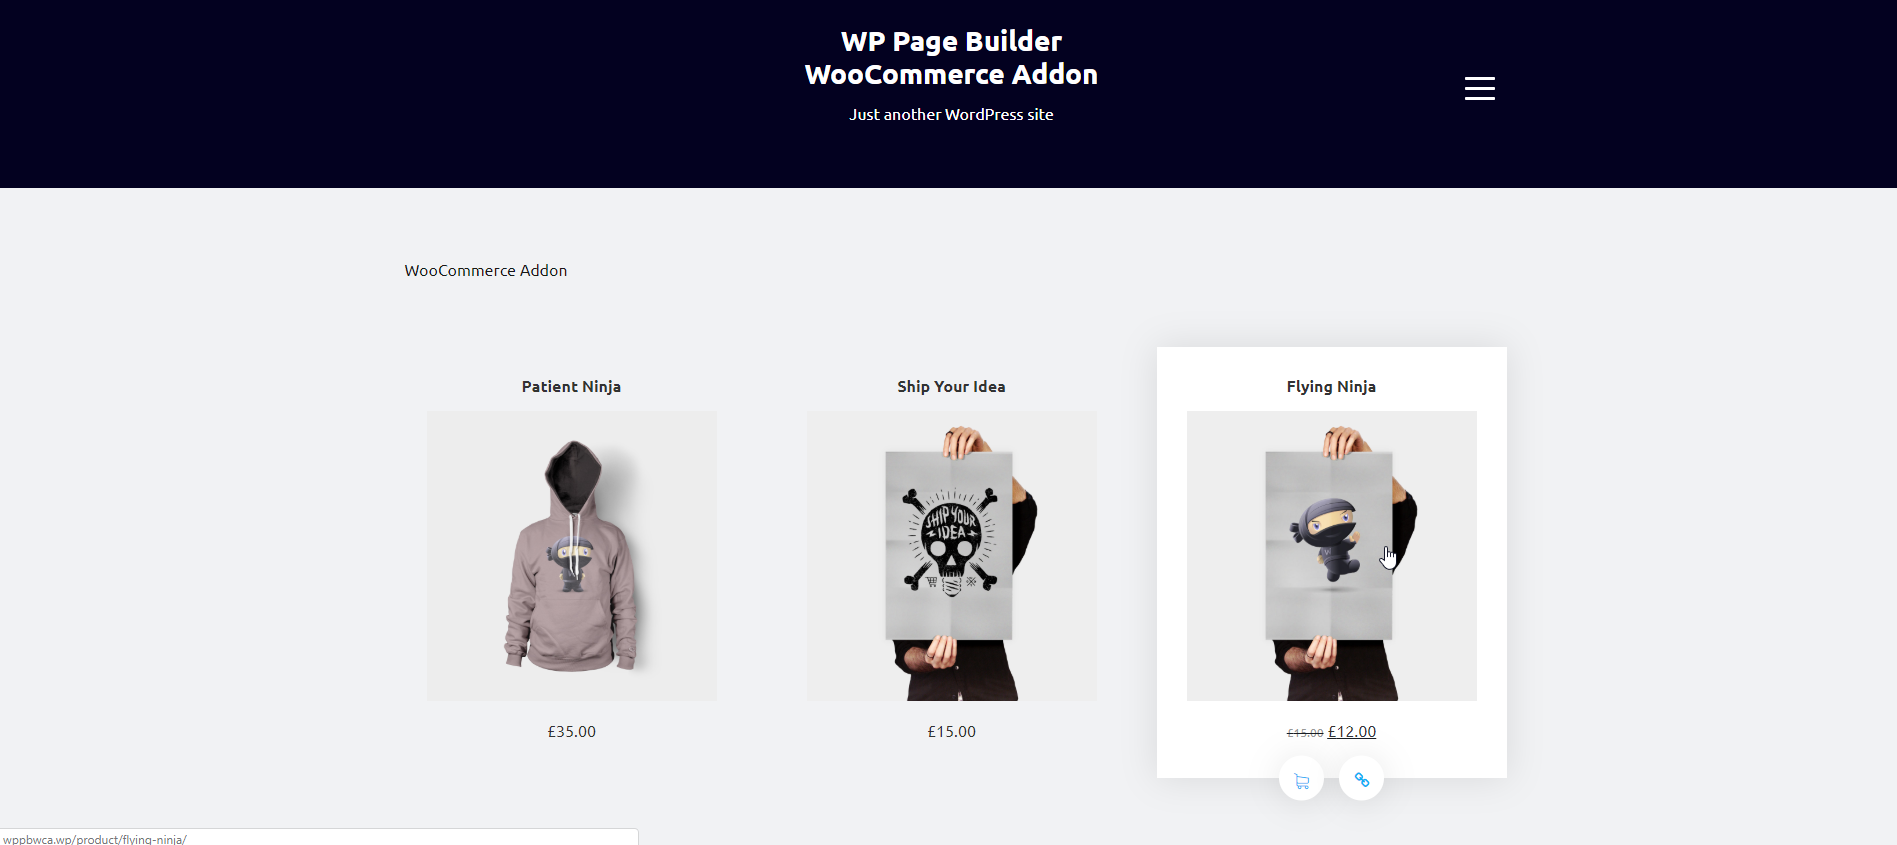 WP Page Builder
WooCommerce Addon
Just another WordPress site
WooCommerce Addon
Patient Ninja
Ship Your Idea
Flying Ninja
SHIP YOUR
IDEA
W
£35.00
£15.00
£15.00 £12.00
wppbwca.wp/product/flying-ninja/